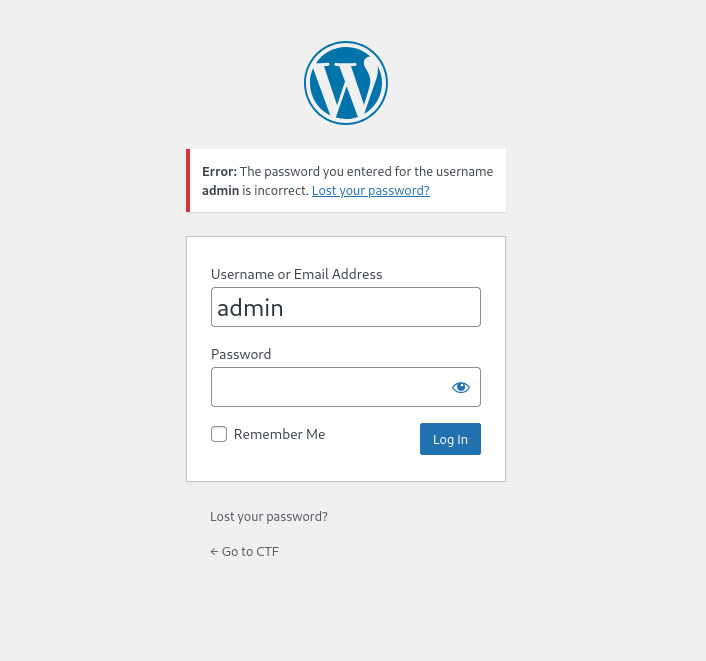 Error: The password you entered for the username
admin is incorrect. Lost your password?
Username or Email Address
admin
Password
Remember Me
Log In
Lost your password?
← Go to CTF